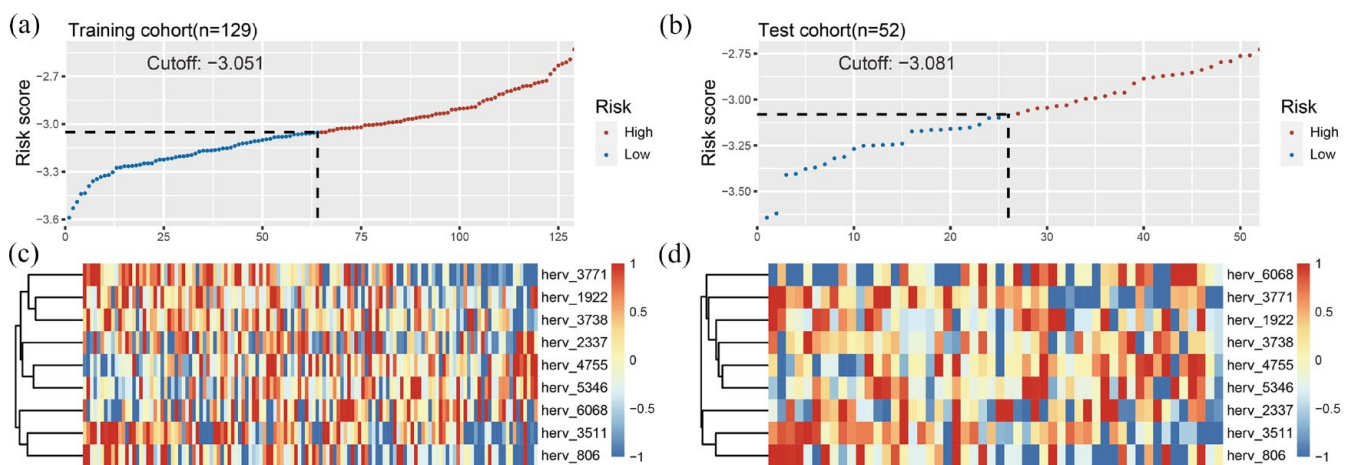 (a)
Training cohort(n=129)
Cutoff: −3.051
Risk score
−2.7
−3.0
−3.3
−3.6
0
25
50
75
100
125
Risk
High
Low
(b)
Test cohort(n=52)
Cutoff: −3.081
Risk score
−2.75
−3.00
−3.25
−3.50
0
10
20
30
40
50
Risk
High
Low
(c)
herv_3771
herv_1922
herv_3738
herv_2337
herv_4755
herv_5346
herv_6068
herv_3511
herv_806
1
0.5
0
−0.5
−1
(d)
herv_6068
herv_3771
herv_1922
herv_3738
herv_4755
herv_5346
herv_2337
herv_3511
herv_806
1
0.5
0
−0.5
−1